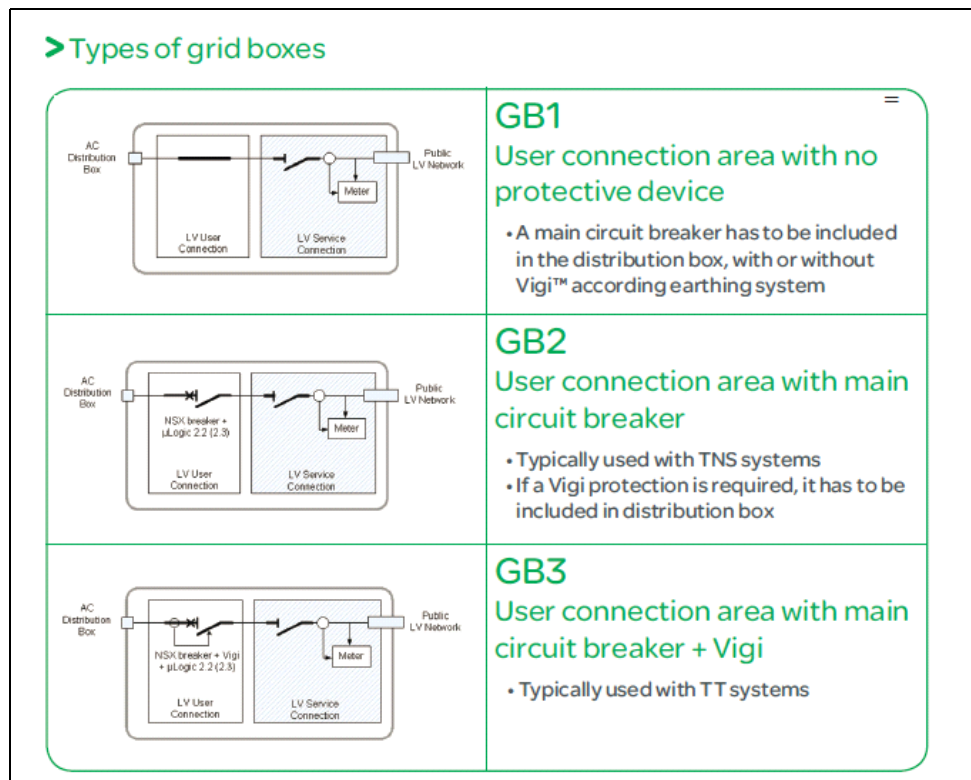 > Types of grid boxes
AC
Distribution
Box
Public
LV Network
Meter
LV User
Connection
LV Service
Connection
GB1
User connection area with no
protective device
• A main circuit breaker has to be included
in the distribution box, with or without
Vigi™ according earthing system
AC
Distribution
Box
Public
LV Network
NSX breaker +
µLogic 2.2 (2.3)
Meter
LV User
Connection
LV Service
Connection
GB2
User connection area with main
circuit breaker
• Typically used with TNS systems
• If a Vigi protection is required, it has to be
included in distribution box
AC
Distribution
Box
Public
LV Network
NSX breaker + Vigi
+ µLogic 2.2 (2.3)
Meter
LV User
Connection
LV Service
Connection
GB3
User connection area with main
circuit breaker + Vigi
• Typically used with TT systems